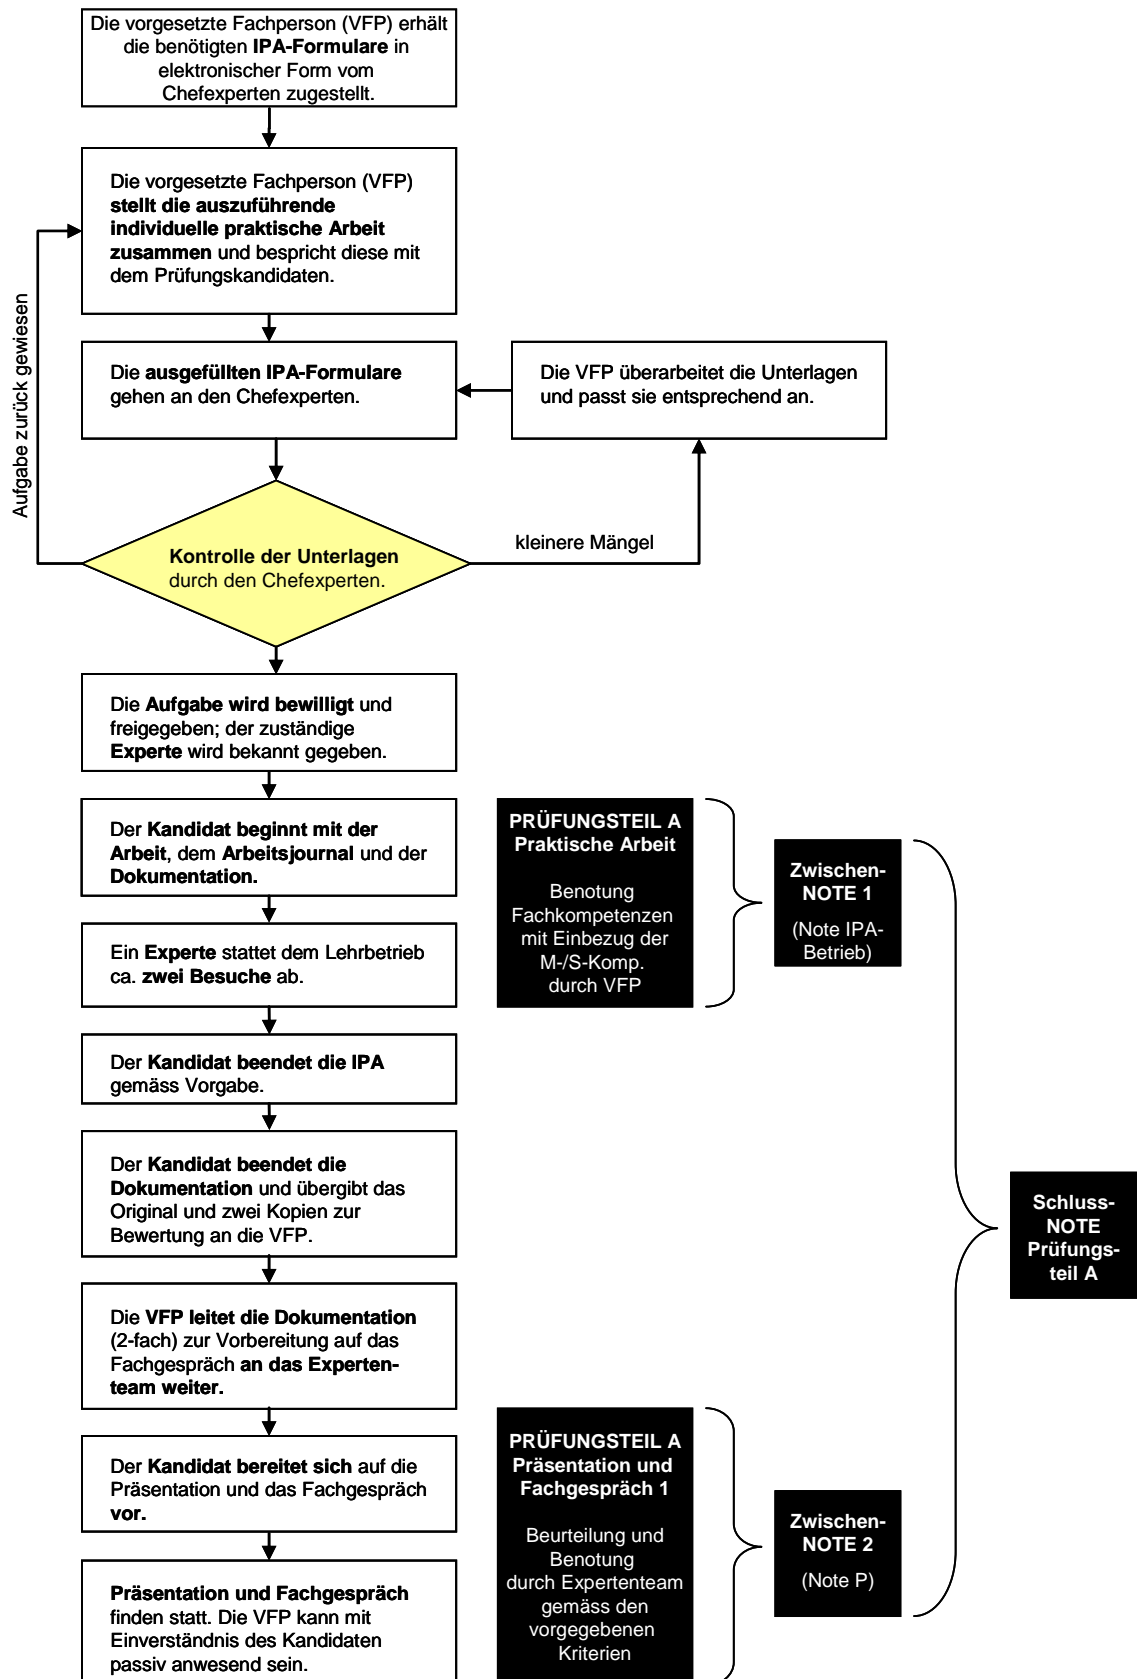 Die vorgesetzte Fachperson (VFP) erhält
die benötigten IPA-Formulare in
elektronischer Form vom
Chefexperten zugestellt.
Die vorgesetzte Fachperson (VFP)
stellt die auszuführende
individuelle praktische Arbeit
zusammen und bespricht diese mit
dem Prüfungskandidaten.
Aufgabe zurück gewiesen
Die ausgefüllten IPA-Formulare
gehen an den Chefexperten.
Die VFP überarbeitet die Unterlagen
und passt sie entsprechend an.
Kontrolle der Unterlagen
durch den Chefexperten.
kleinere Mängel
Die Aufgabe wird bewilligt und
freigegeben; der zuständige
Experte wird bekannt gegeben.
Der Kandidat beginnt mit der
Arbeit, dem Arbeitsjournal und der
Dokumentation.
Ein Experte stattet dem Lehrbetrieb
ca. zwei Besuche ab.
PRÜFUNGSTEIL A
Praktische Arbeit
Benotung
Fachkompetenzen
mit Einbezug der
M-/S-Komp.
durch VFP
Zwischen-
NOTE 1
(Note IPA-
Betrieb)
Der Kandidat beendet die IPA
gemäss Vorgabe.
Der Kandidat beendet die
Dokumentation und übergibt das
Original und zwei Kopien zur
Bewertung an die VFP.
Schluss-
NOTE
Prüfungs-
teil A
Die VFP leitet die Dokumentation
(2-fach) zur Vorbereitung auf das
Fachgespräch an das Experten-
team weiter.
Der Kandidat bereitet sich auf die
Präsentation und das Fachgespräch
vor.
Präsentation und Fachgespräch
finden statt. Die VFP kann mit
Einverständnis des Kandidaten
passiv anwesend sein.
PRÜFUNGSTEIL A
Präsentation und
Fachgespräch 1
Beurteilung und
Benotung
durch Expertenteam
gemäss den
vorgegebenen
Kriterien
Zwischen-
NOTE 2
(Note P)